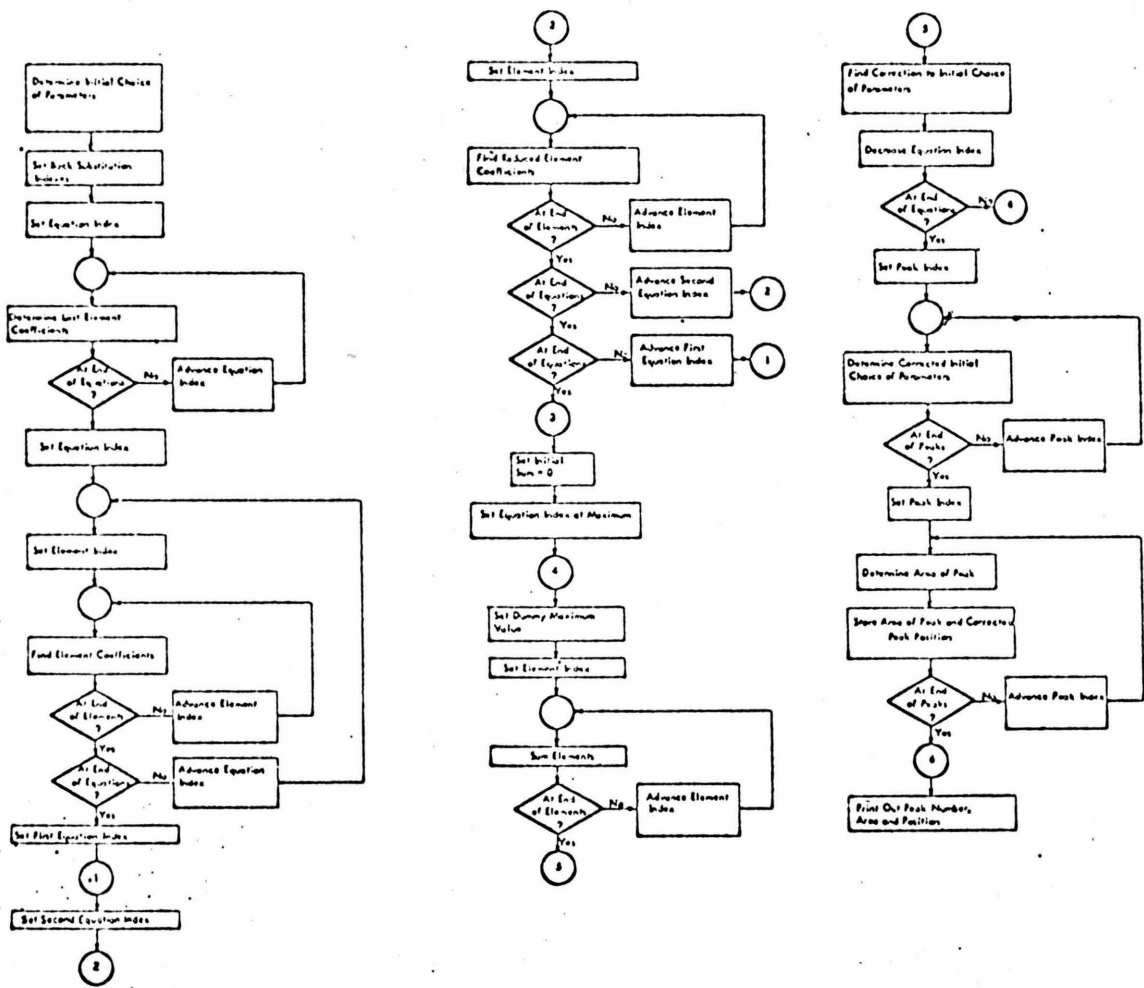 Determine Initial Choice
of Parameters
Set Back Substitution
Indexes
Set Equation Index
Determine Last Element
Coefficients
At End
of Equations
?
No
Advance Equation
Index
Set Equation Index
Set Element Index
Find Element Coefficients
At End
of Elements
?
No
Advance Element
Index
Yes
At End
of Equations
?
No
Advance Equation
Index
Yes
Set First Equation Index
1
Set Second Equation Index
2
2
Set Element Index
Find Reduced Element
Coefficients
At End
of Elements
?
No
Advance Element
Index
Yes
At End
of Equations
?
No
Advance Second
Equation Index
2
Yes
At End
of Equations
?
No
Advance First
Equation Index
1
Yes
3
Set Initial
Sum = 0
Set Equation Index at Maximum
4
Set Dummy Maximum
Value
Set Element Index
Sum Elements
At End
of Elements
?
No
Advance Element
Index
Yes
5
5
Find Correction to Initial Choice
of Parameters
Decrease Equation Index
At End
of Equations
?
No
Yes
Set Peak Index
Determine Corrected Initial
Choice of Parameters
At End
of Peaks
?
No
Advance Peak Index
Yes
Set Peak Index
Determine Area of Peak
Store Area of Peak and Corrected
Peak Position
At End
of Peaks
?
No
Advance Peak Index
Yes
6
Print Out Peak Number,
Area and Position